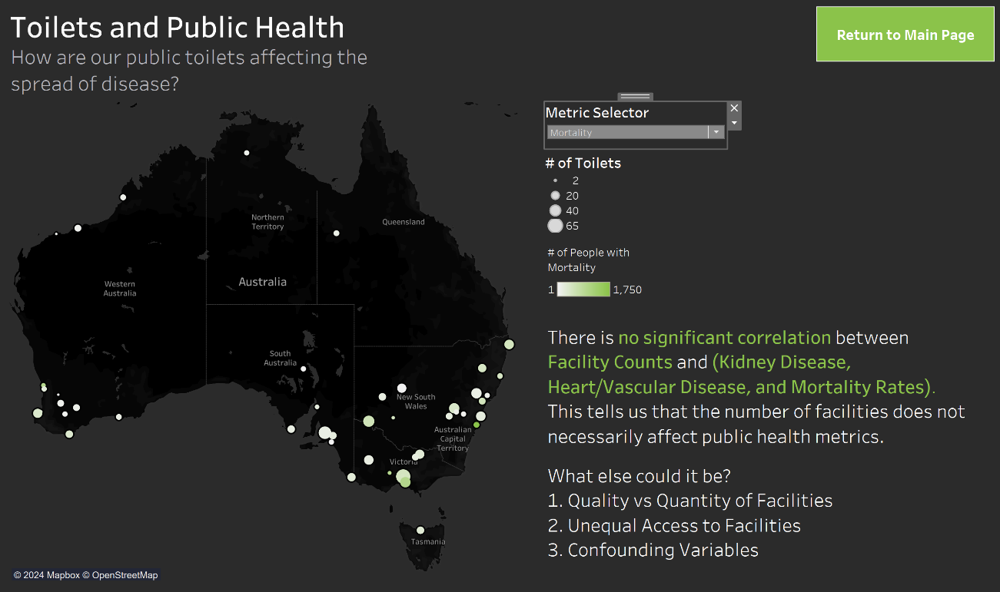 Toilets and Public Health
How are our public toilets affecting the
spread of disease?
Return to Main Page
Metric Selector
Mortality
# of Toilets
2
20
40
65
# of People with
Mortality
1
1,750
Northern
Territory
Queensland
Western
Australia
Australia
South
Australia
New South
Wales
Australian
Capital
Territory
Victoria
Tasmania
There is no significant correlation between
Facility Counts and (Kidney Disease,
Heart/Vascular Disease, and Mortality Rates).
This tells us that the number of facilities does not
necessarily affect public health metrics.
What else could it be?
1. Quality vs Quantity of Facilities
2. Unequal Access to Facilities
3. Confounding Variables
© 2024 Mapbox © OpenStreetMap